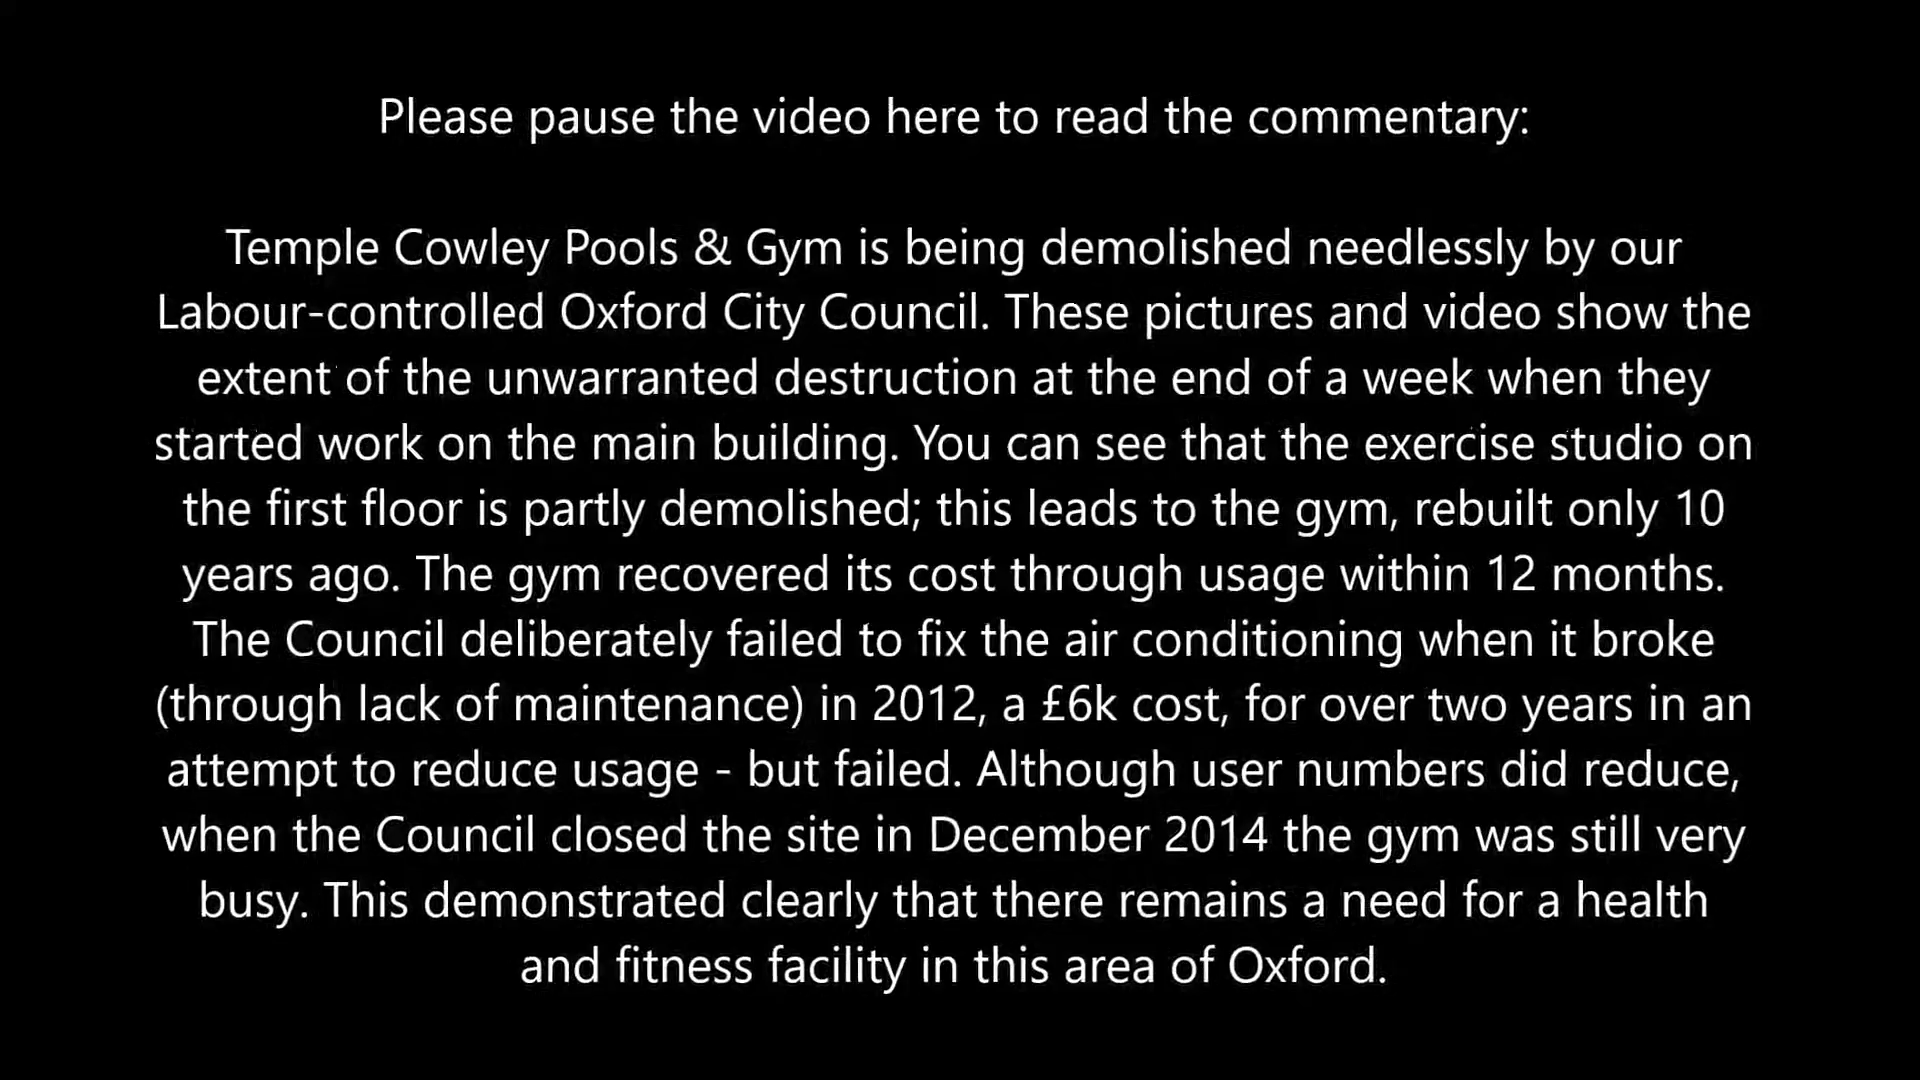 Please pause the video here to read the commentary:
Temple Cowley Pools & Gym is being demolished needlessly by our
Labour-controlled Oxford City Council. These pictures and video show the
extent of the unwarranted destruction at the end of a week when they
started work on the main building. You can see that the exercise studio on
the first floor is partly demolished; this leads to the gym, rebuilt only 10
years ago. The gym recovered its cost through usage within 12 months.
The Council deliberately failed to fix the air conditioning when it broke
(through lack of maintenance) in 2012, a £6k cost, for over two years in an
attempt to reduce usage - but failed. Although user numbers did reduce,
when the Council closed the site in December 2014 the gym was still very
busy. This demonstrated clearly that there remains a need for a health
and fitness facility in this area of Oxford.